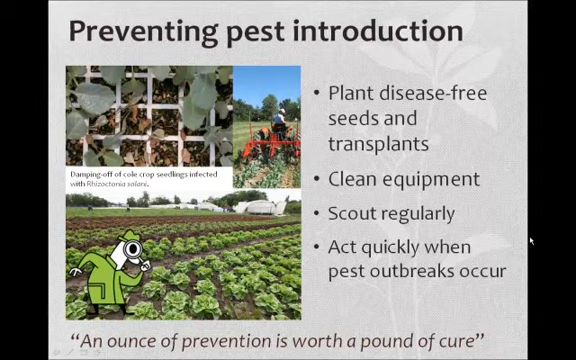 Preventing pest introduction
Damping-off of cole crop seedlings infected
with Rhizoctonia solani.
• Plant disease-free
seeds and
transplants
• Clean equipment
• Scout regularly
• Act quickly when
pest outbreaks occur
“An ounce of prevention is worth a pound of cure”